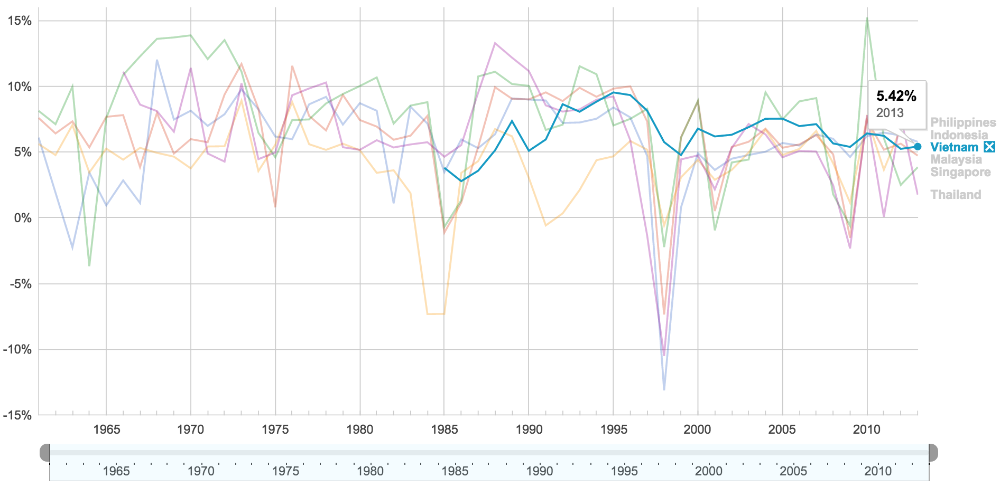 15%
10%
5%
0%
-5%
-10%
-15%
5.42%
2013
Philippines
Indonesia
Vietnam
Malaysia
Singapore
Thailand
1965 1970 1975 1980 1985 1990 1995 2000 2005 2010
1965 1970 1975 1980 1985 1990 1995 2000 2005 2010